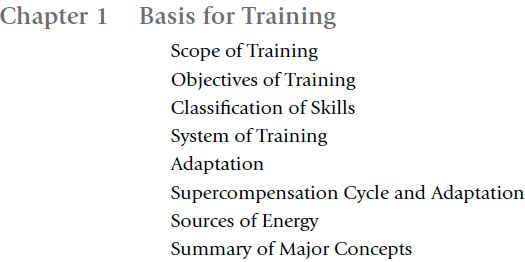 Chapter 1 Basis for Training
Scope of Training
Objectives of Training
Classification of Skills
System of Training
Adaptation
Supercompensation Cycle and Adaptation
Sources of Energy
Summary of Major Concepts